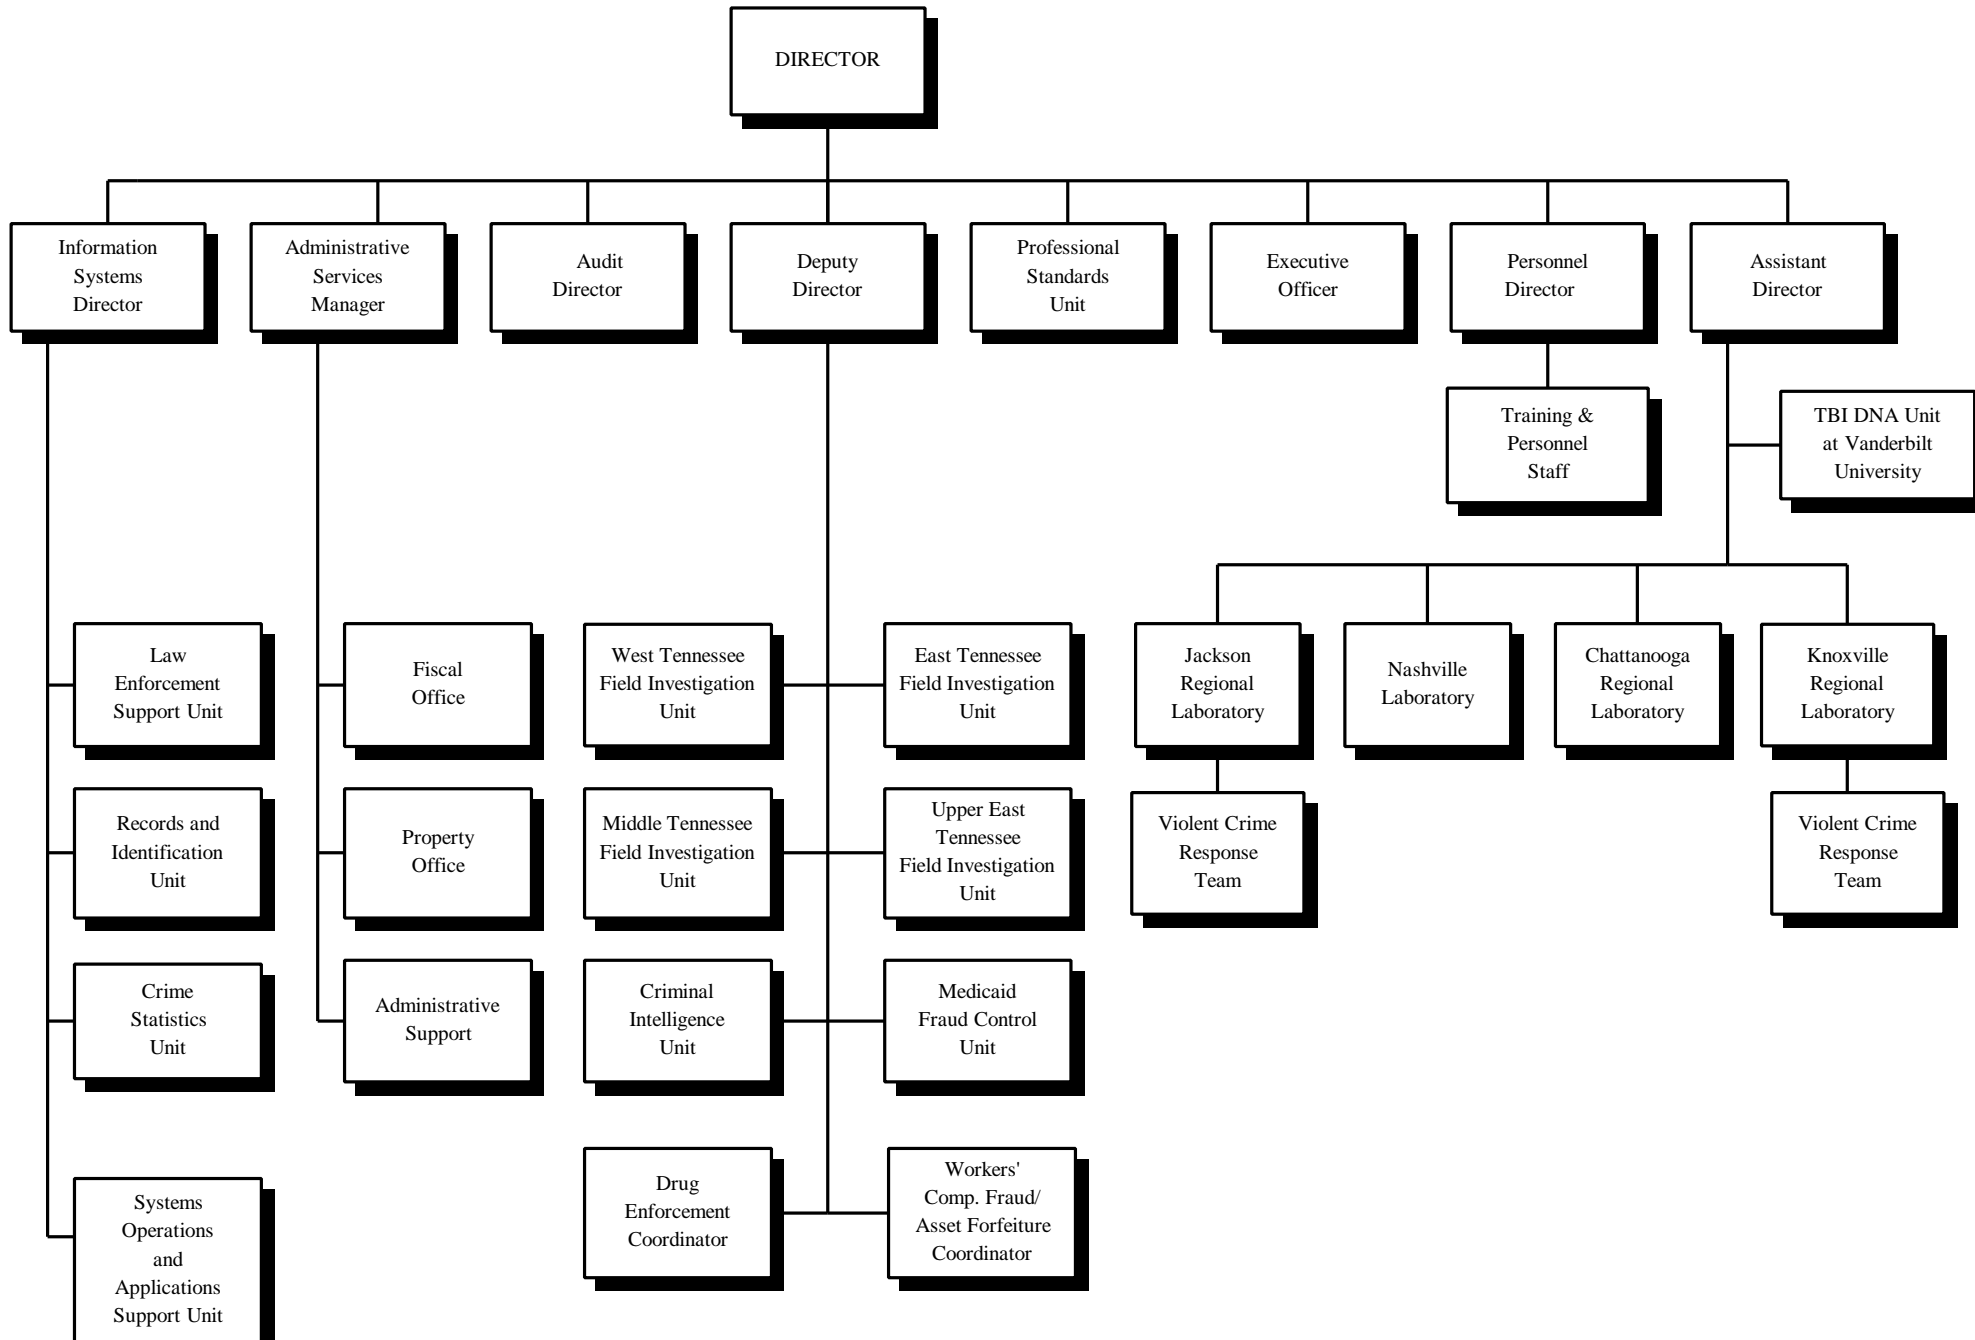 DIRECTOR
Information
Systems
Director
Administrative
Services
Manager
Audit
Director
Deputy
Director
Professional
Standards
Unit
Executive
Officer
Personnel
Director
Assistant
Director
Training &
Personnel
Staff
TBI DNA Unit
at Vanderbilt
University
Law
Enforcement
Support Unit
Fiscal
Office
West Tennessee
Field Investigation
Unit
East Tennessee
Field Investigation
Unit
Jackson
Regional
Laboratory
Nashville
Laboratory
Chattanooga
Regional
Laboratory
Knoxville
Regional
Laboratory
Records and
Identification
Unit
Property
Office
Middle Tennessee
Field Investigation
Unit
Upper East
Tennessee
Field Investigation
Unit
Violent Crime
Response
Team
Violent Crime
Response
Team
Crime
Statistics
Unit
Administrative
Support
Criminal
Intelligence
Unit
Medicaid
Fraud Control
Unit
Systems
Operations
and
Applications
Support Unit
Drug
Enforcement
Coordinator
Workers'
Comp. Fraud/
Asset Forfeiture
Coordinator